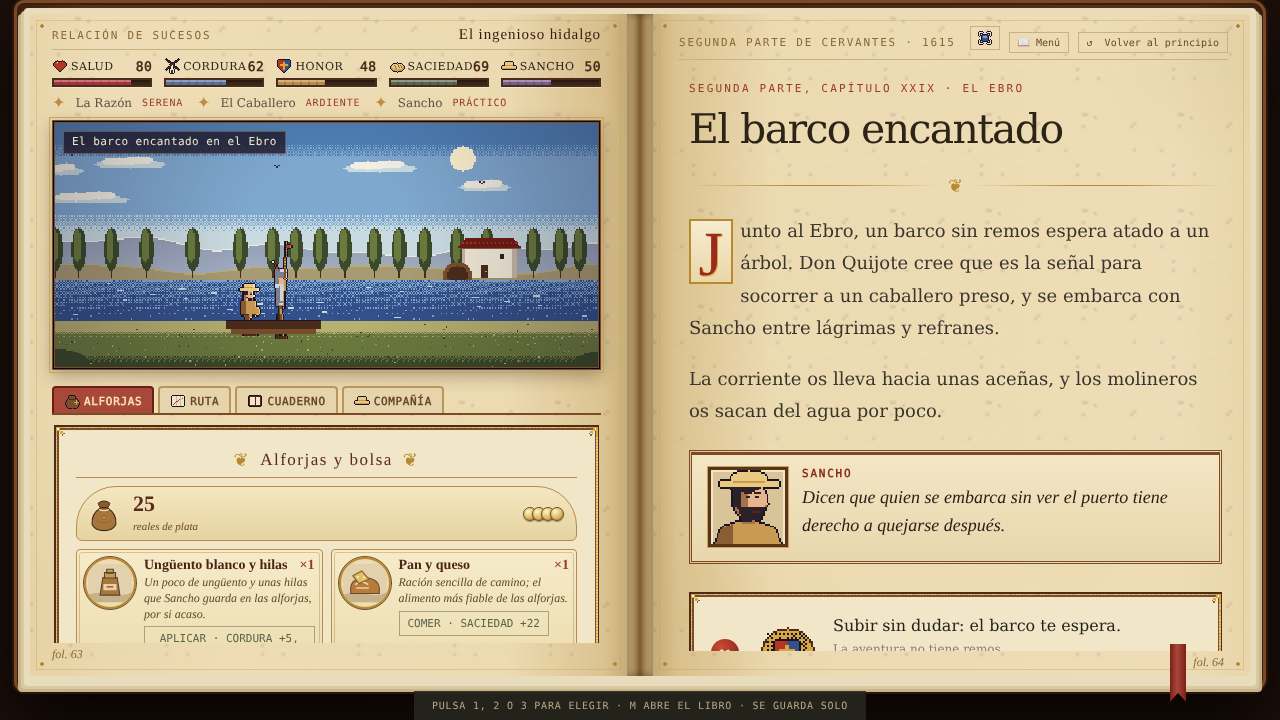 RELACIÓN DE SUCESOS
El ingenioso hidalgo
SALUD 80
CORDURA 62
HONOR 48
SACIEDAD 69
SANCHO 50
La Razón SERENA
El Caballero ARDIENTE
Sancho PRÁCTICO
El barco encantado en el Ebro
ALFORJAS
RUTA
CUADERNO
COMPAÑÍA
Alforjas y bolsa
25
reales de plata
Ungüento blanco y hilas ×1
Un poco de ungüento y unas hilas
que Sancho guarda en las alforjas,
por si acaso.
APLICAR · CORDURA +5,
Pan y queso ×1
Ración sencilla de camino; el
alimento más fiable de las alforjas.
COMER · SACIEDAD +22
fol. 63
SEGUNDA PARTE DE CERVANTES · 1615
Menú
↺ Volver al principio
SEGUNDA PARTE, CAPÍTULO XXIX · EL EBRO
El barco encantado
Junto al Ebro, un barco sin remos espera atado a un
árbol. Don Quijote cree que es la señal para
socorrer a un caballero preso, y se embarca con
Sancho entre lágrimas y refranes.
La corriente os lleva hacia unas aceñas, y los molineros
os sacan del agua por poco.
SANCHO
Dicen que quien se embarca sin ver el puerto tiene
derecho a quejarse después.
Subir sin dudar: el barco te espera.
La aventura no tiene remos
fol. 64
PULSA 1, 2 O 3 PARA ELEGIR · M ABRE EL LIBRO · SE GUARDA SOLO